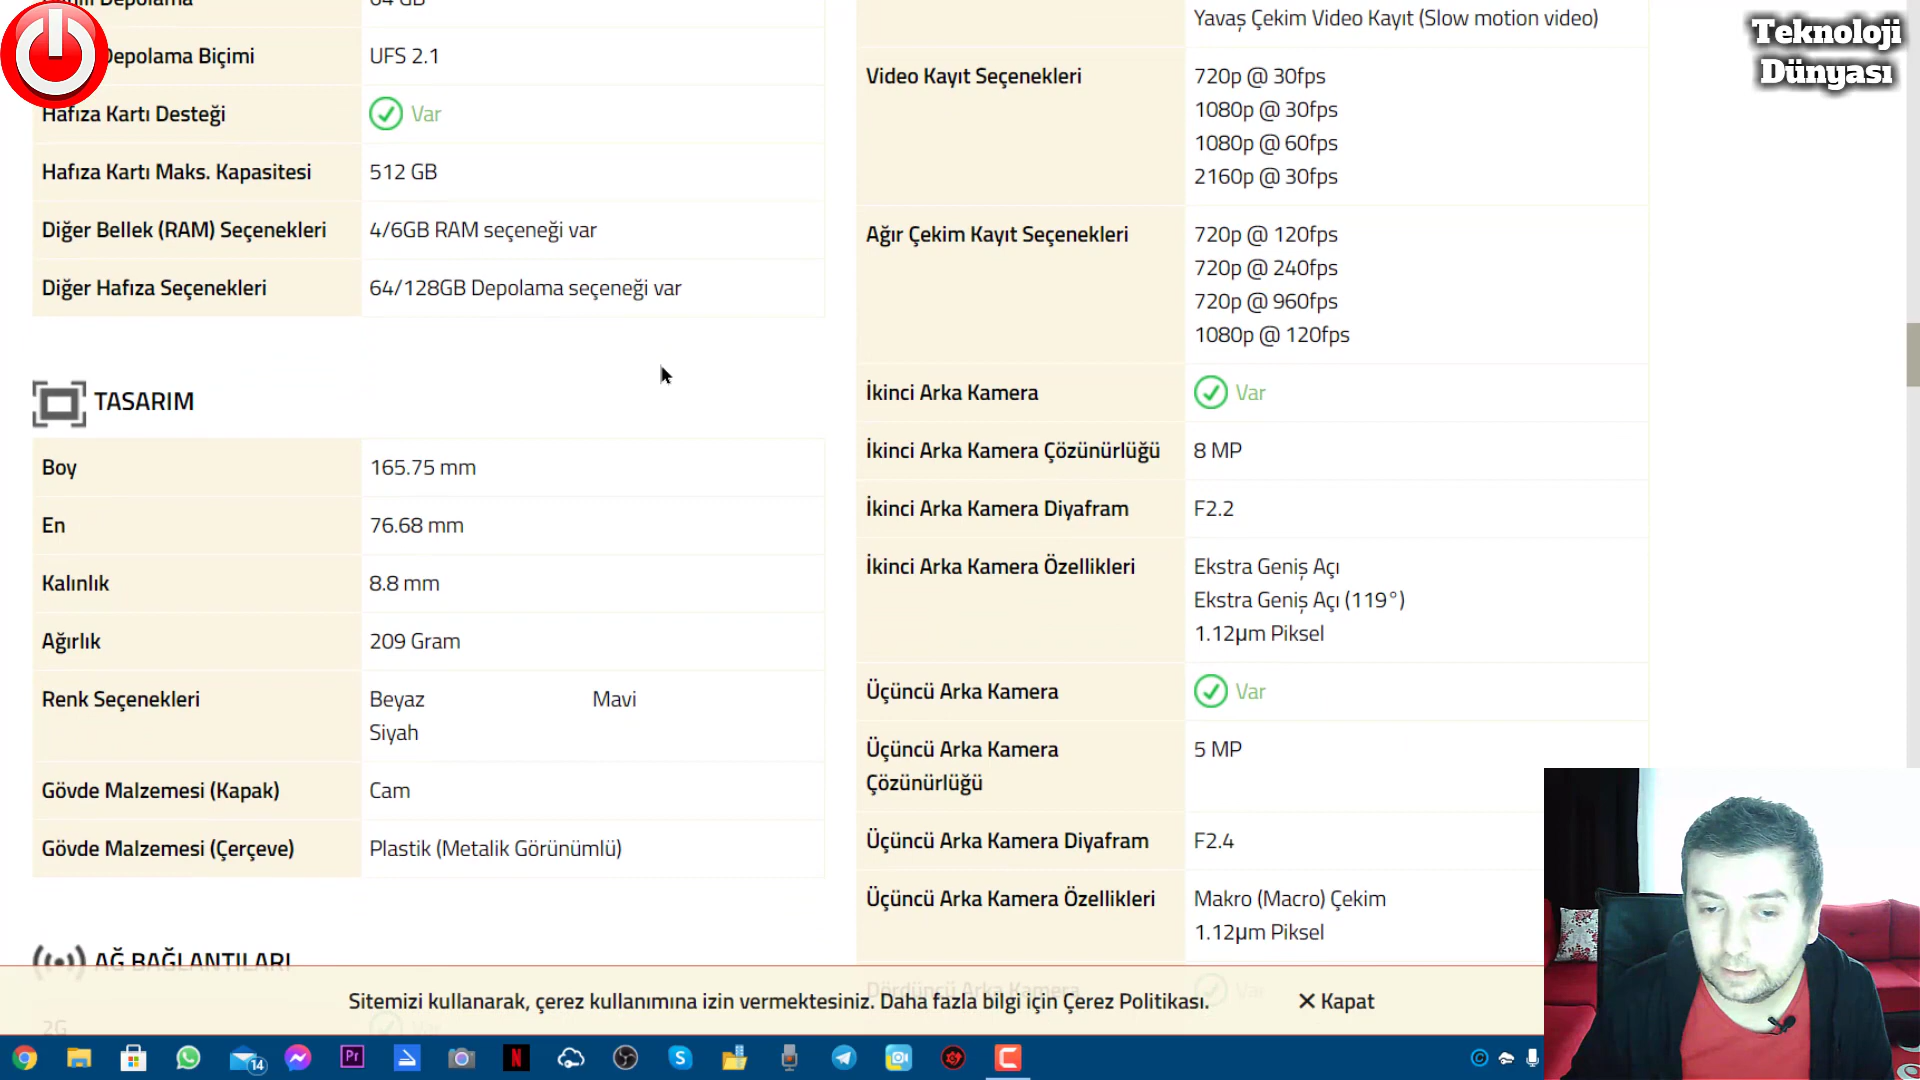 Depolama Biçimi
UFS 2.1
Hafıza Kartı Desteği
Var
Hafıza Kartı Maks. Kapasitesi
512 GB
Diğer Bellek (RAM) Seçenekleri
4/6GB RAM seçeneği var
Diğer Hafıza Seçenekleri
64/128GB Depolama seçeneği var
TASARIM
Boy
165.75 mm
En
76.68 mm
Kalınlık
8.8 mm
Ağırlık
209 Gram
Renk Seçenekleri
Beyaz
Mavi
Siyah
Gövde Malzemesi (Kapak)
Cam
Gövde Malzemesi (Çerçeve)
Plastik (Metalik Görünümlü)
AĞ BAĞLANTILARI
2G
Var
Yavaş Çekim Video Kayıt (Slow motion video)
Video Kayıt Seçenekleri
720p @ 30fps
1080p @ 30fps
1080p @ 60fps
2160p @ 30fps
Ağır Çekim Kayıt Seçenekleri
720p @ 120fps
720p @ 240fps
720p @ 960fps
1080p @ 120fps
İkinci Arka Kamera
Var
İkinci Arka Kamera Çözünürlüğü
8 MP
İkinci Arka Kamera Diyafram
F2.2
İkinci Arka Kamera Özellikleri
Ekstra Geniş Açı
Ekstra Geniş Açı (119°)
1.12μm Piksel
Üçüncü Arka Kamera
Var
Üçüncü Arka Kamera
Çözünürlüğü
5 MP
Üçüncü Arka Kamera Diyafram
F2.4
Üçüncü Arka Kamera Özellikleri
Makro (Macro) Çekim
1.12μm Piksel
Dördüncü Arka Kamera
Var
Teknoloji
Dünyası
Sitemizi kullanarak, çerez kullanımına izin vermektesiniz. Daha fazla bilgi için Çerez Politikası.
Kapat
14
Pr
N
S
C